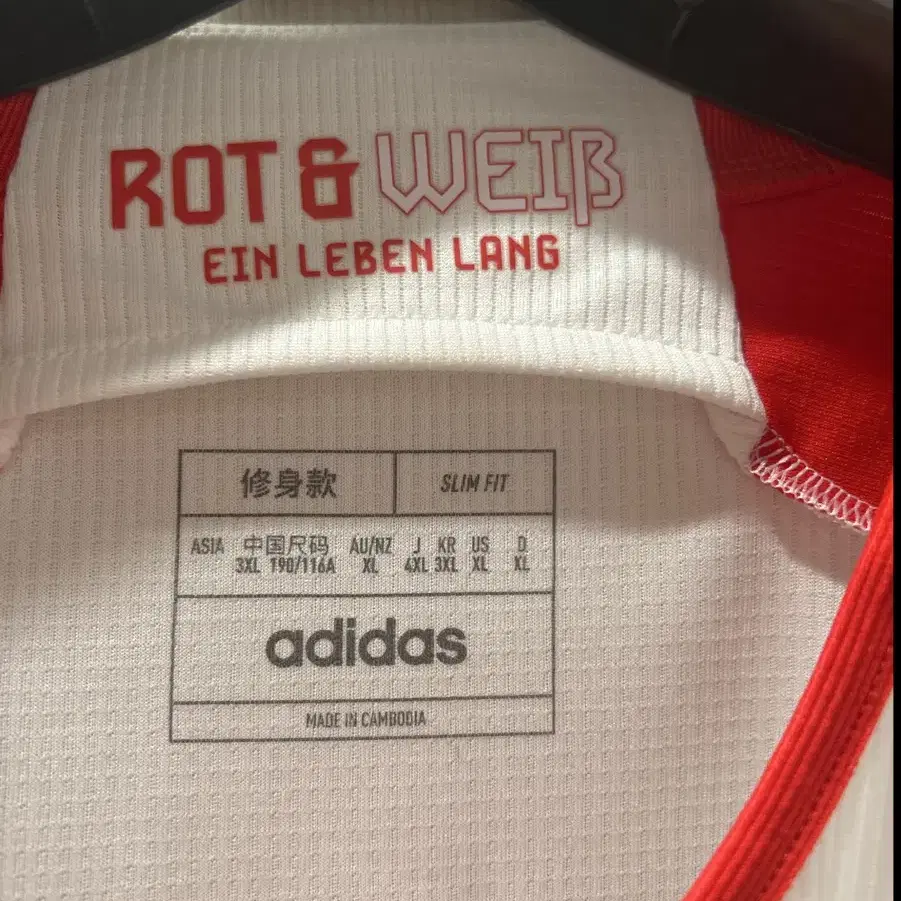 ROT & WEIß
EIN LEBEN LANG
修身款 SLIM FIT
ASIA 中国尺码 AU/NZ J KR US D
3XL 190/116A XL 4XL 3XL XL XL
adidas
MADE IN CAMBODIA